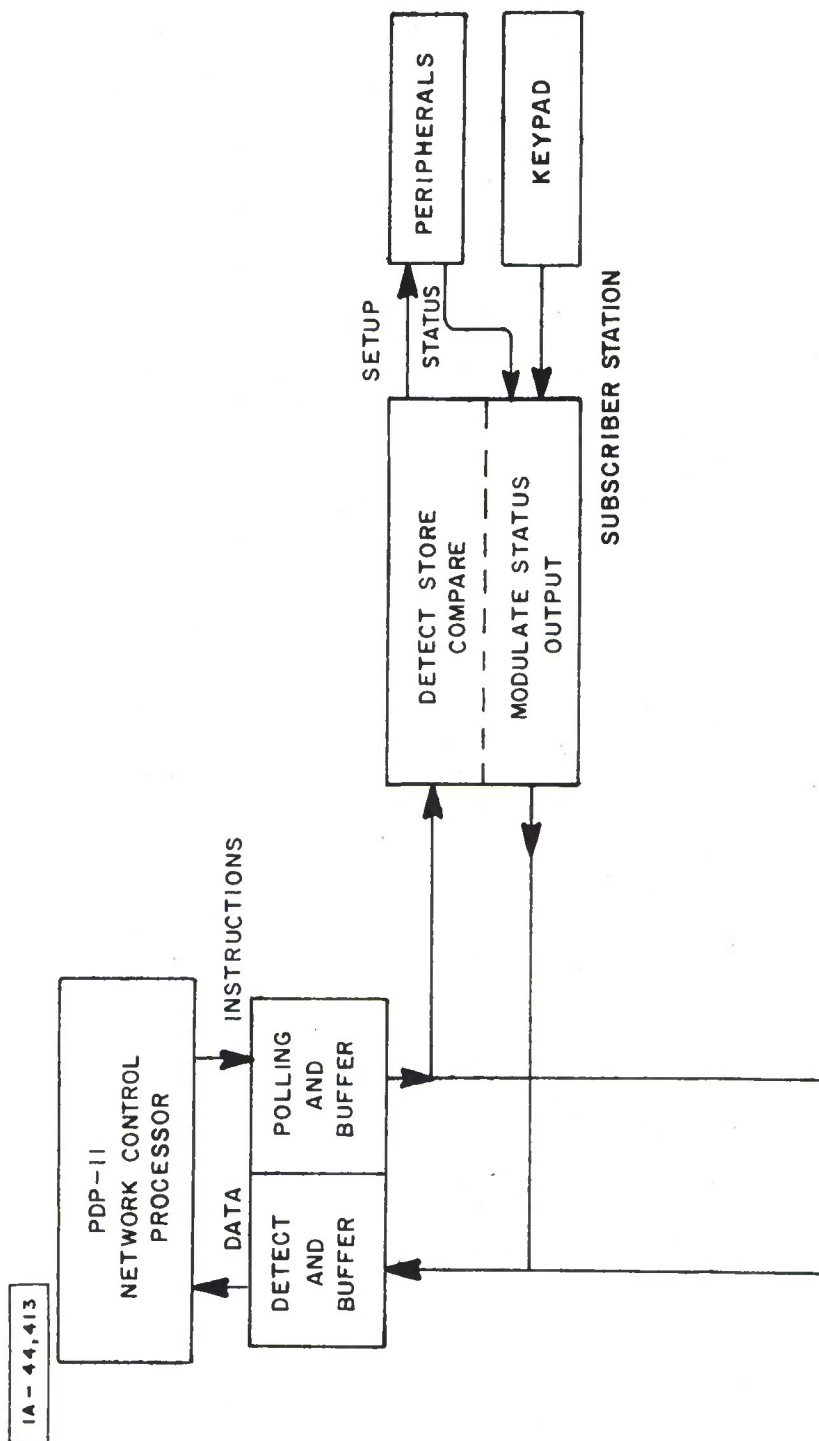 IA - 44,413
PDP-11
NETWORK CONTROL
PROCESSOR
DATA
INSTRUCTIONS
DETECT
AND
BUFFER
POLLING
AND
BUFFER
DETECT STORE
COMPARE
MODULATE STATUS
OUTPUT
SETUP
STATUS
PERIPHERALS
KEYPAD
SUBSCRIBER STATION